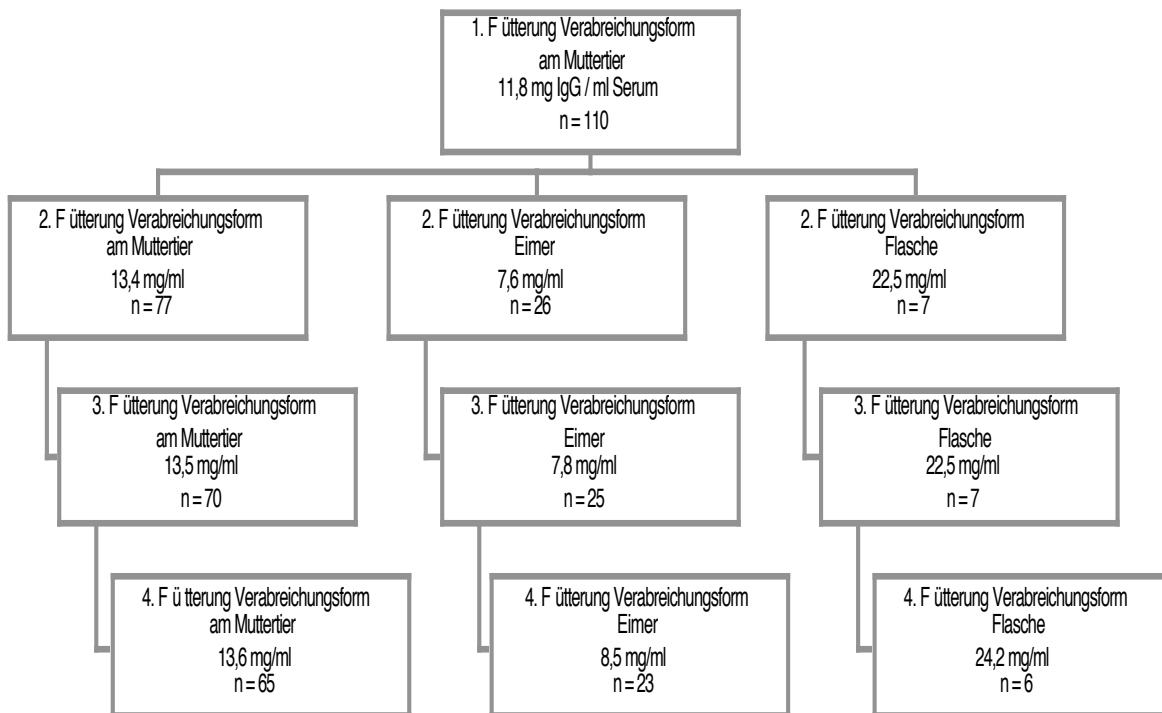 1. F ütterung Verabreichungsform
am Muttertier
11,8 mg IgG / ml Serum
n = 110
2. F ütterung Verabreichungsform
am Muttertier
13,4 mg/ml
n = 77
2. F ütterung Verabreichungsform
Eimer
7,6 mg/ml
n = 26
2. F ütterung Verabreichungsform
Flasche
22,5 mg/ml
n = 7
3. F ütterung Verabreichungsform
am Muttertier
13,5 mg/ml
n = 70
3. F ütterung Verabreichungsform
Eimer
7,8 mg/ml
n = 25
3. F ütterung Verabreichungsform
Flasche
22,5 mg/ml
n = 7
4. F ü tterung Verabreichungsform
am Muttertier
13,6 mg/ml
n = 65
4. F ütterung Verabreichungsform
Eimer
8,5 mg/ml
n = 23
4. F ütterung Verabreichungsform
Flasche
24,2 mg/ml
n = 6